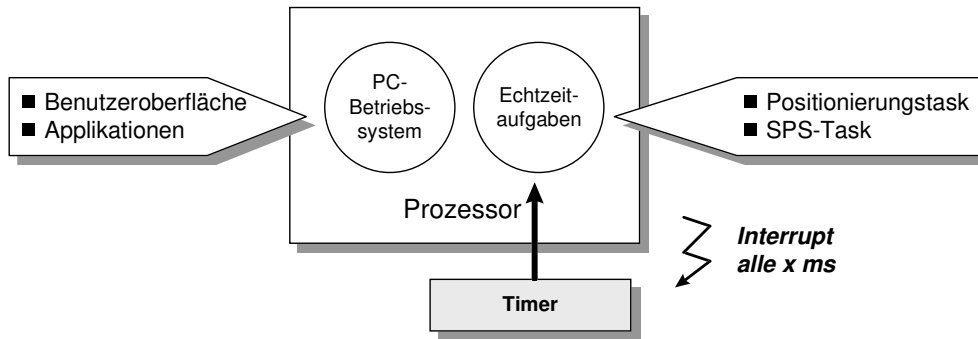 PC-
Betriebs-
system
Echtzeit-
aufgaben
■ Benutzeroberfläche
■ Applikationen
■ Positionierungstask
■ SPS-Task
Prozessor
Interrupt
alle x ms
Timer